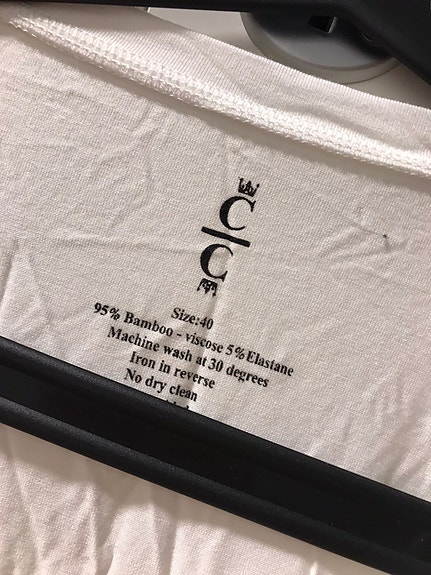 C
C
Size:40
95% Bamboo - viscose 5% Elastane
Machine wash at 30 degrees
Iron in reverse
No dry clean